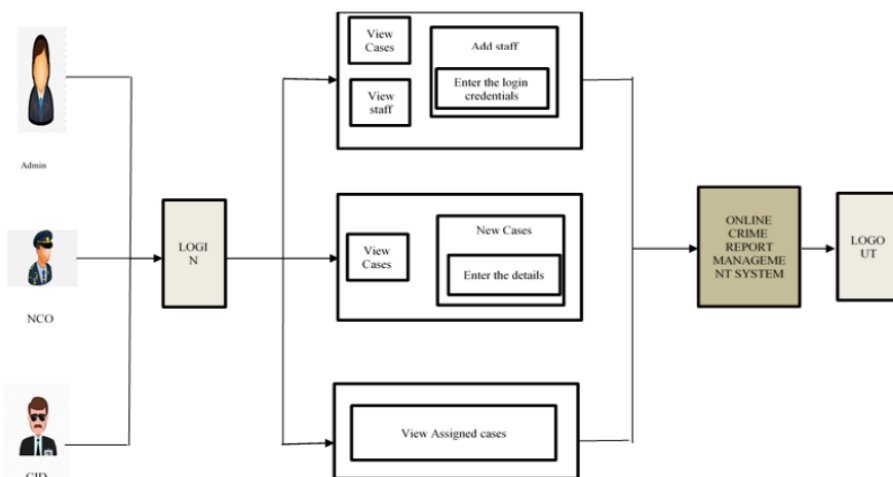 View
Cases
Add staff
Enter the login
credentials
View
staff
Admin
LOGI
N
NCO
View
Cases
New Cases
Enter the details
ONLINE
CRIME
REPORT
MANAGEME
NT SYSTEM
LOGO
UT
View Assigned cases
CID